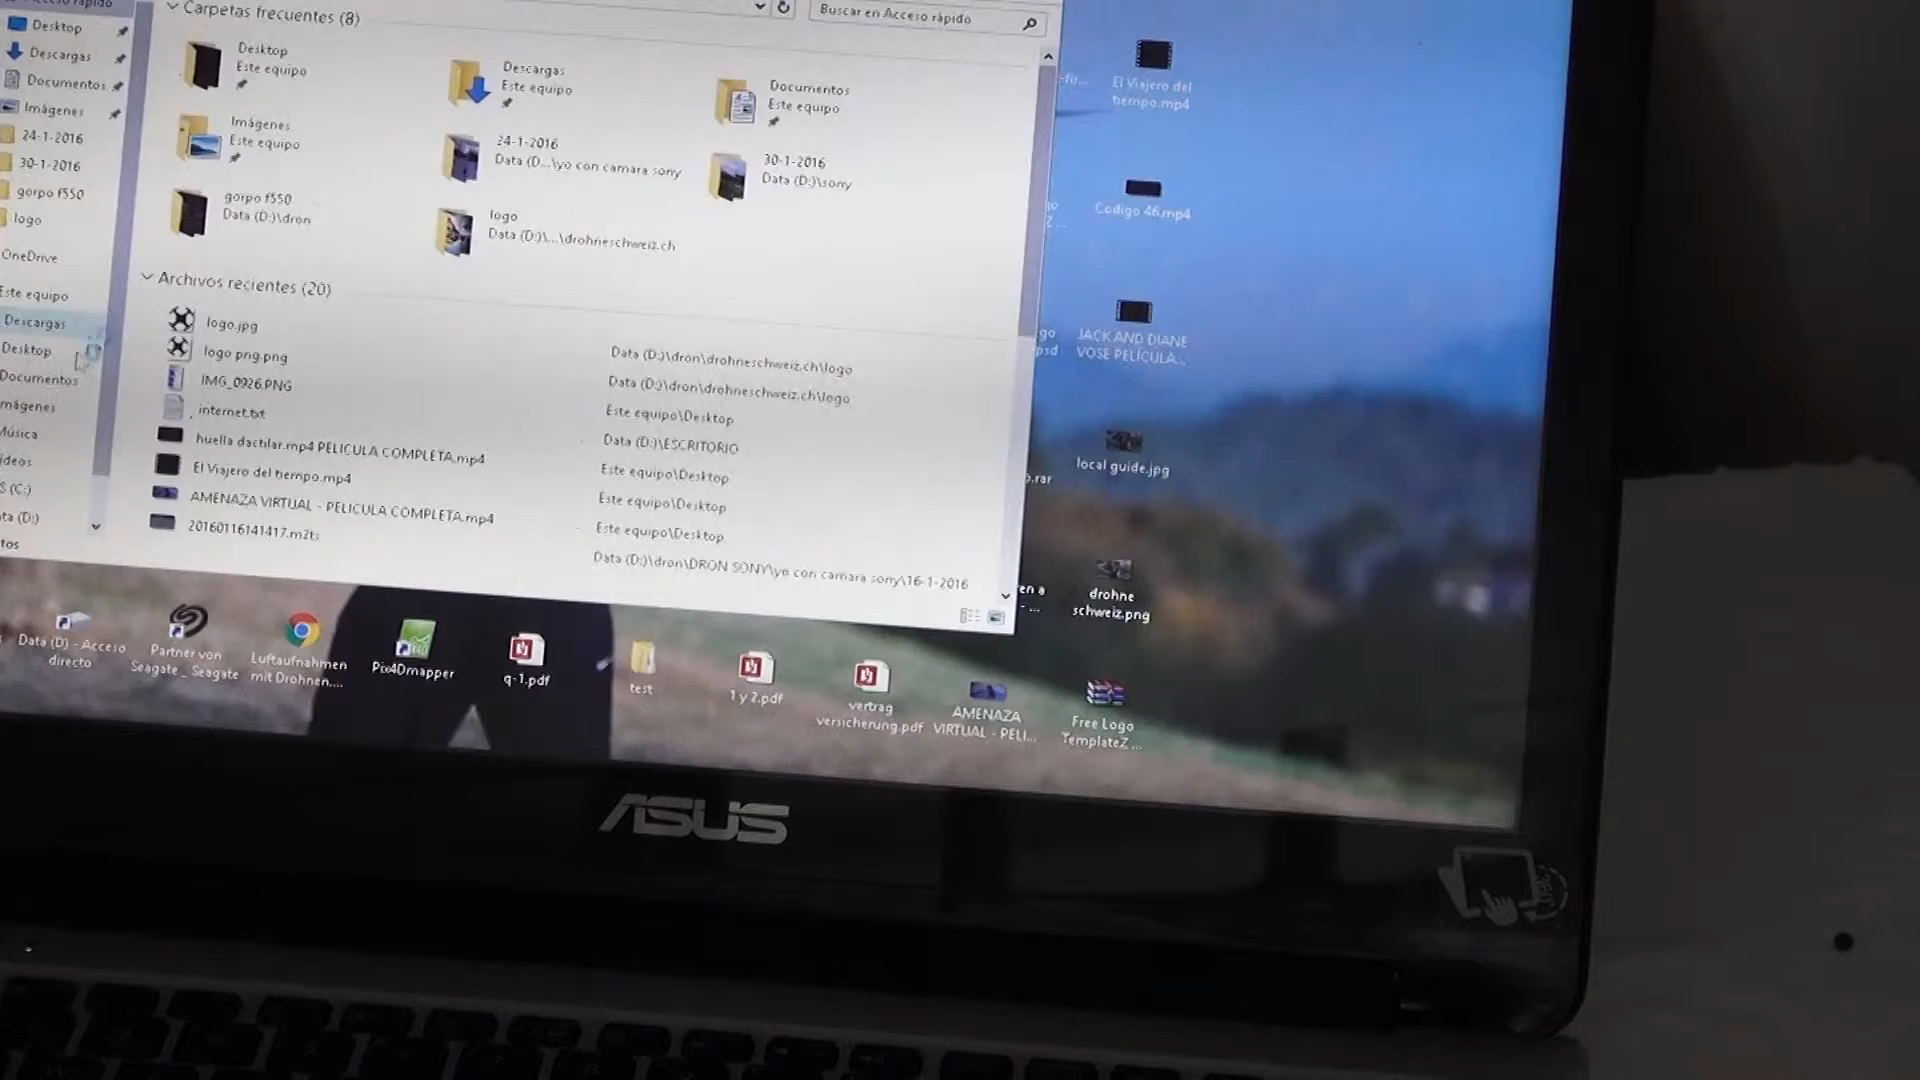 Desktop
Descargas
Documentos
Imágenes
24-1-2016
30-1-2016
gorpo f550
logo
OneDrive
Este equipo
Descargas
Desktop
Documentos
Imágenes
Música
(C:)
(D:)
Carpetas frecuentes (8)
Buscar en Acceso rápido
Desktop
Este equipo
Descargas
Este equipo
Documentos
Este equipo
Imágenes
Este equipo
24-1-2016
Data (D...\yo con camara sony
30-1-2016
Data (D:)\sony
gorpo f550
Data (D:)\dron
logo
Data (D:)\...\drohneschweiz.ch
Archivos recientes (20)
logo.jpg
Data (D:)\dron\drohneschweiz.ch\logo
logo png.png
Data (D:)\dron\drohneschweiz.ch\logo
IMG_0926.PNG
Este equipo\Desktop
internet.txt
Data (D:)\ESCRITORIO
huella dactilar.mp4 PELICULA COMPLETA.mp4
Este equipo\Desktop
El Viajero del tiempo.mp4
Este equipo\Desktop
AMENAZA VIRTUAL - PELICULA COMPLETA.mp4
Este equipo\Desktop
20160116141417.m2ts
Data (D:)\dron\DRON SONY\yo con camara sony\16-1-2016
El Viajero del
tiempo.mp4
Codigo 46.mp4
JACK AND DIANE
VOSE PELÍCULA...
local guide.jpg
drohne
schweiz.png
Data (D) - Acceso
directo
Partner von
Seagate _ Seagate
Luftaufnahmen
mit Drohnen....
Pix4Dmapper
q-1.pdf
test
1 y 2.pdf
vertrag
versicherung.pdf
AMENAZA
VIRTUAL - PELI...
Free Logo
TemplateZ ...
ASUS
360°